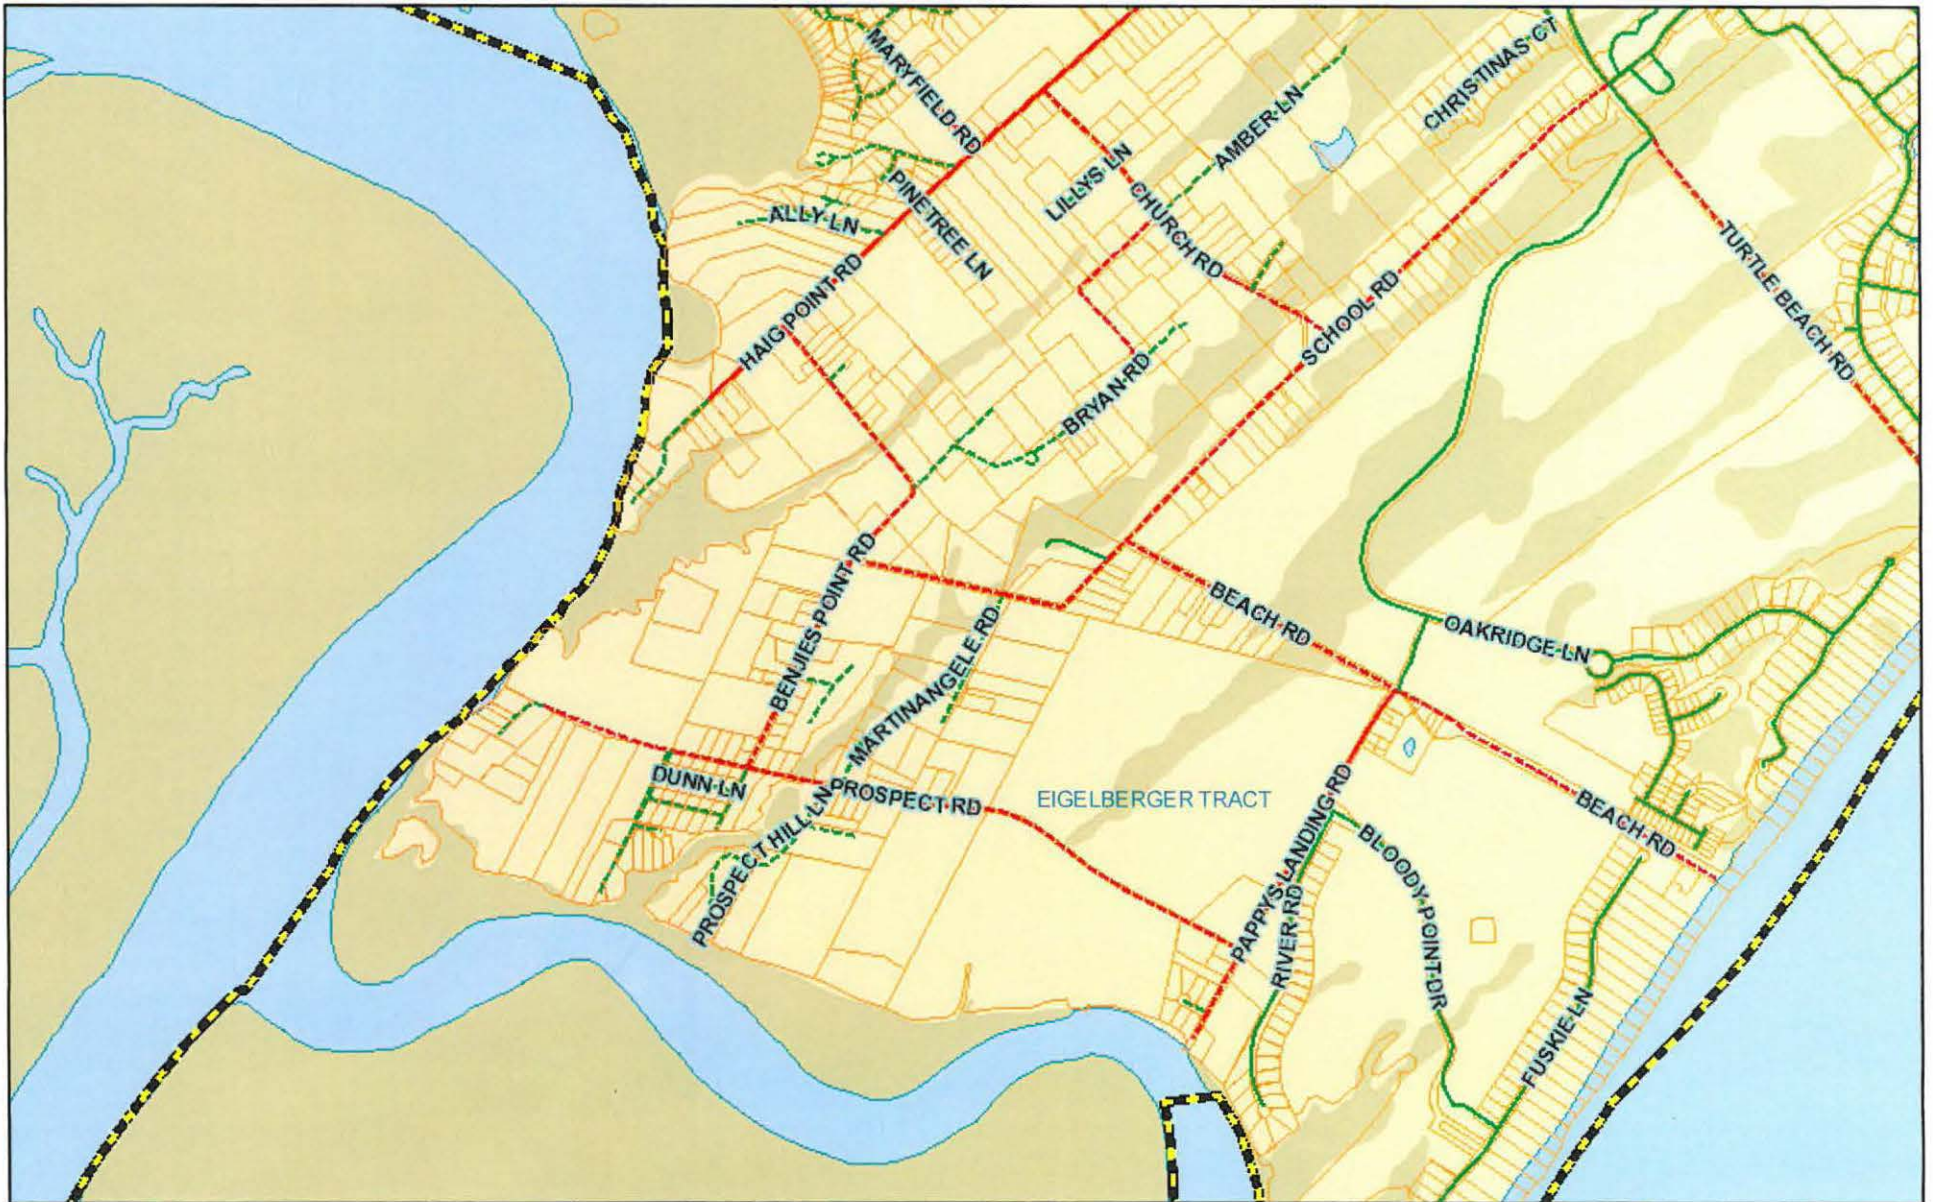 MARYFIELD RD
CHRISTINAS CT
AMBER LN
LILLYS LN
PINETREE LN
CHURCH RD
ALLY LN
HAIG POINT RD
SCHOOL RD
TURTLE BEACH RD
BRYAN RD
BENJIES POINT RD
BEACH RD
OAKRIDGE LN
MARTINANGELE RD
DUNN LN
PROSPECT RD
EIGELBERGER TRACT
PROSPECT HILL LN
PAPPYS LANDING RD
RIVER RD
BLOODY POINT DR
BEACH RD
FUSKIE LN